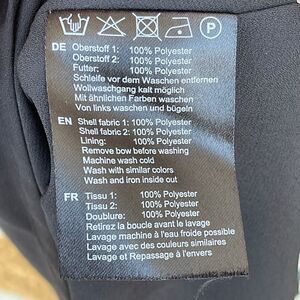 DE Oberstoff 1: 100% Polyester
Oberstoff 2: 100% Polyester
Futter: 100% Polyester
Schleife vor dem Waschen entfernen
Wollwaschgang kalt möglich
Mit ähnlichen Farben waschen
Von links waschen und bügeln
EN Shell fabric 1: 100% Polyester
Shell fabric 2: 100% Polyester
Lining: 100% Polyester
Remove bow before washing
Machine wash cold
Wash with similar colors
Wash and iron inside out
FR Tissu 1: 100% Polyester
Tissu 2: 100% Polyester
Doublure: 100% Polyester
Retirez la boucle avant le lavage
Lavage machine à l'eau froide possible
Lavage avec des couleurs similaires
Lavage et Repassage à l'envers